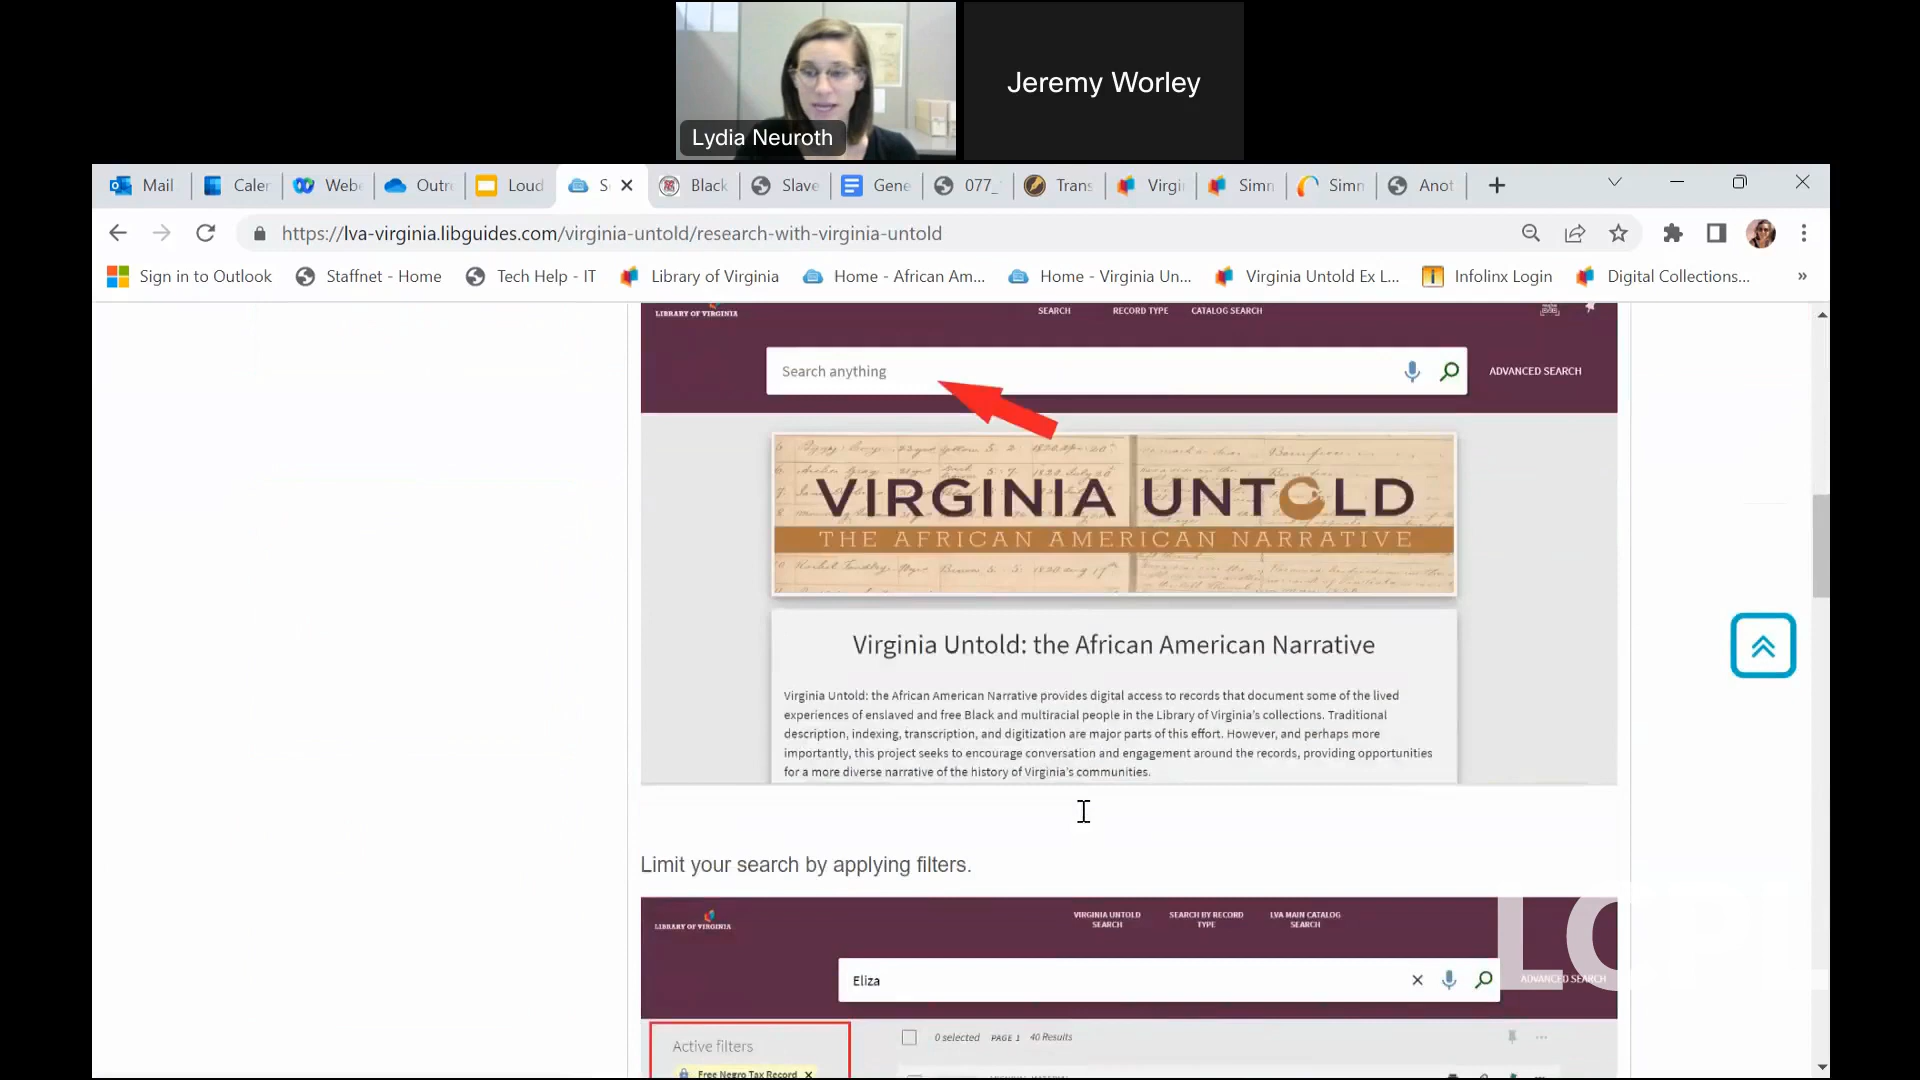 Jeremy Worley
Lydia Neuroth
Mail
Caler
Webe
Outr
Loud
S
Black
Slave
Gene
077_
Trans
Virgi
Simm
Simm
Anot
https://lva-virginia.libguides.com/virginia-untold/research-with-virginia-untold
Sign in to Outlook
Staffnet - Home
Tech Help - IT
Library of Virginia
Home - African Am...
Home - Virginia Un...
Virginia Untold Ex L...
Infolinx Login
Digital Collections...
»
LIBRARY OF VIRGINIA
SEARCH
RECORD TYPE
CATALOG SEARCH
Search anything
ADVANCED SEARCH
VIRGINIA UNTOLD
THE AFRICAN AMERICAN NARRATIVE
Virginia Untold: the African American Narrative
Virginia Untold: the African American Narrative provides digital access to records that document some of the lived
experiences of enslaved and free Black and multiracial people in the Library of Virginia's collections. Traditional
description, indexing, transcription, and digitization are major parts of this effort. However, and perhaps more
importantly, this project seeks to encourage conversation and engagement around the records, providing opportunities
for a more diverse narrative of the history of Virginia's communities.
Limit your search by applying filters.
LIBRARY OF VIRGINIA
VIRGINIA UNTOLD
SEARCH
SEARCH BY RECORD
TYPE
LVA MAIN CATALOG
SEARCH
Eliza
ADVANCED SEARCH
LCPL
Active filters
0 selected PAGE 1 40 Results
Free Negro Tax Record